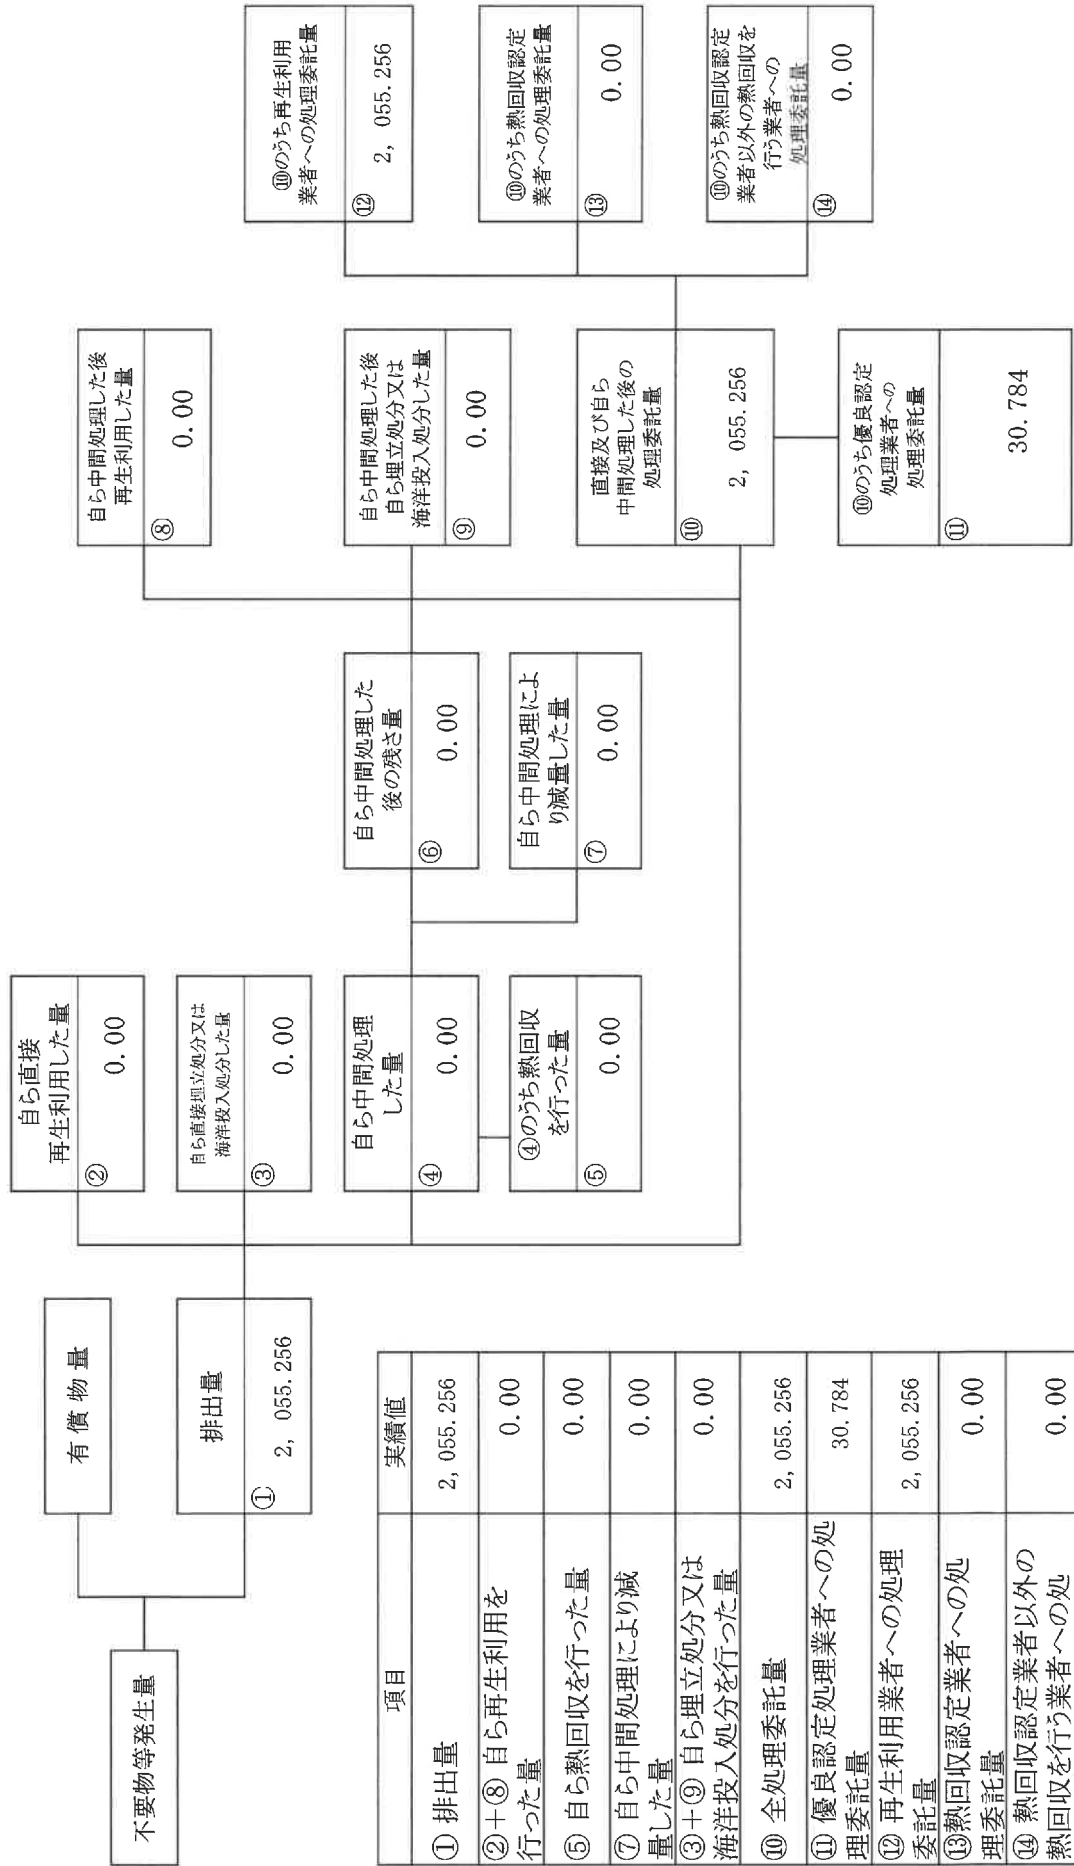 不要物等発生量
有償物量
排出量
①
2,055.256
自ら直接
再生利用した量
②
0.00
自ら直接埋立処分又は
海洋投入処分した量
③
0.00
自ら中間処理
した量
④
0.00
④のうち熱回収
を行った量
⑤
0.00
自ら中間処理した
後の残さ量
⑥
0.00
自ら中間処理によ
り減量した量
⑦
0.00
自ら中間処理した後
再生利用した量
⑧
0.00
自ら中間処理した後
自ら埋立処分又は
海洋投入処分した量
⑨
0.00
直接及び自ら
中間処理した後の
処理委託量
⑩
2,055.256
⑩のうち優良認定
処理業者への
処理委託量
⑪
30.784
⑩のうち再生利用
業者への処理委託量
⑫
2,055.256
⑩のうち熱回収認定
業者への処理委託量
⑬
0.00
⑩のうち熱回収認定
業者以外の熱回収を
行う業者への
処理委託量
⑭
0.00
項目 実績値
① 排出量 2,055.256
②+⑧ 自ら再生利用を
行った量 0.00
⑤ 自ら熱回収を行った量 0.00
⑦ 自ら中間処理により減
量した量 0.00
③+⑨ 自ら埋立処分又は
海洋投入処分を行った量 0.00
⑩ 全処理委託量 2,055.256
⑪ 優良認定処理業者への処
理委託量 30.784
⑫ 再生利用業者への処理
委託量 2,055.256
⑬熱回収認定業者への処
理委託量 0.00
⑭ 熱回収認定業者以外の
熱回収を行う業者への処 0.00